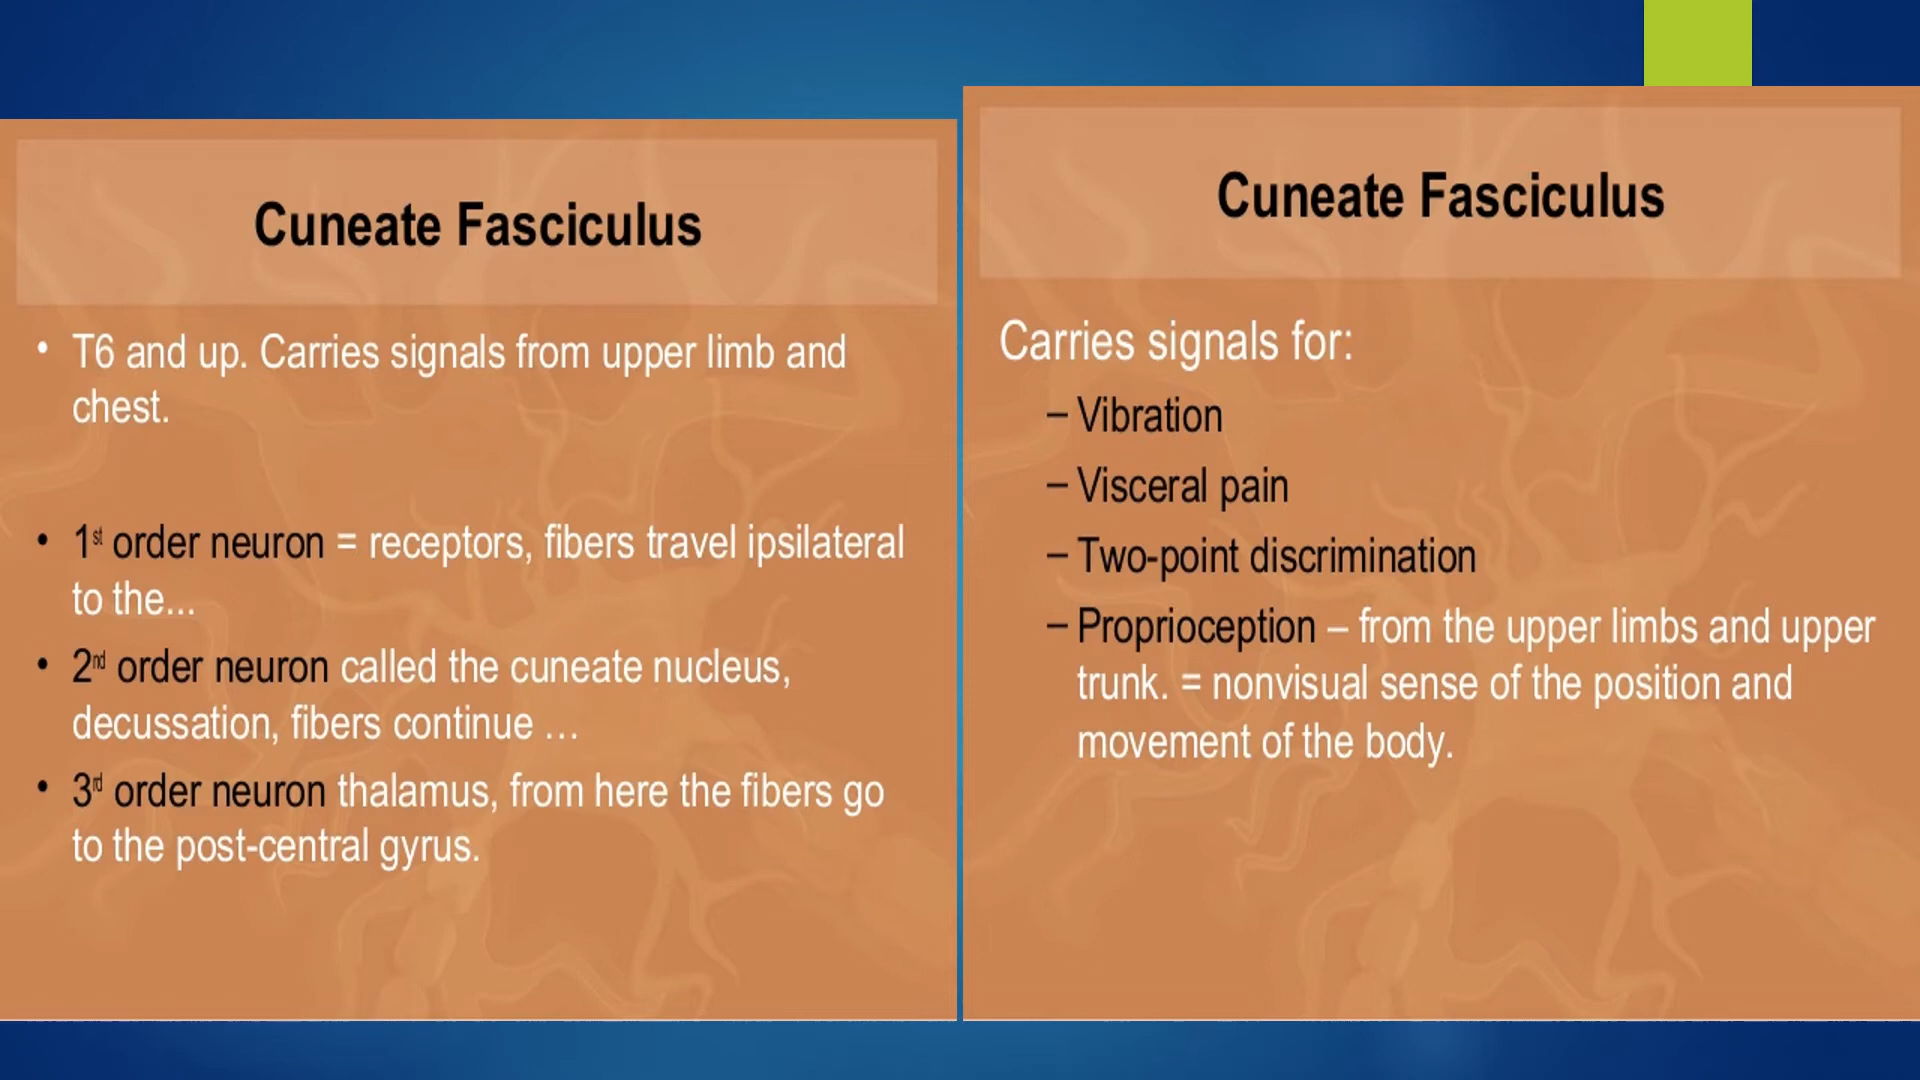 Cuneate Fasciculus
• T6 and up. Carries signals from upper limb and
chest.
• 1st order neuron = receptors, fibers travel ipsilateral
to the...
• 2nd order neuron called the cuneate nucleus,
decussation, fibers continue …
• 3rd order neuron thalamus, from here the fibers go
to the post-central gyrus.
Cuneate Fasciculus
Carries signals for:
– Vibration
– Visceral pain
– Two-point discrimination
– Proprioception – from the upper limbs and upper
trunk. = nonvisual sense of the position and
movement of the body.